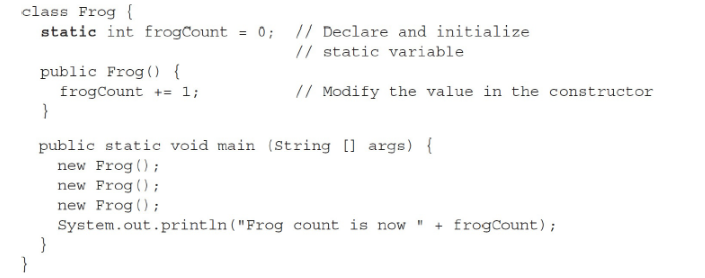 class Frog {
static int frogCount = 0; // Declare and initialize
// static variable
public Frog() {
frogCount += 1; // Modify the value in the constructor
}
public static void main (String [] args) {
new Frog();
new Frog();
new Frog();
System.out.println("Frog count is now " + frogCount);
}
}